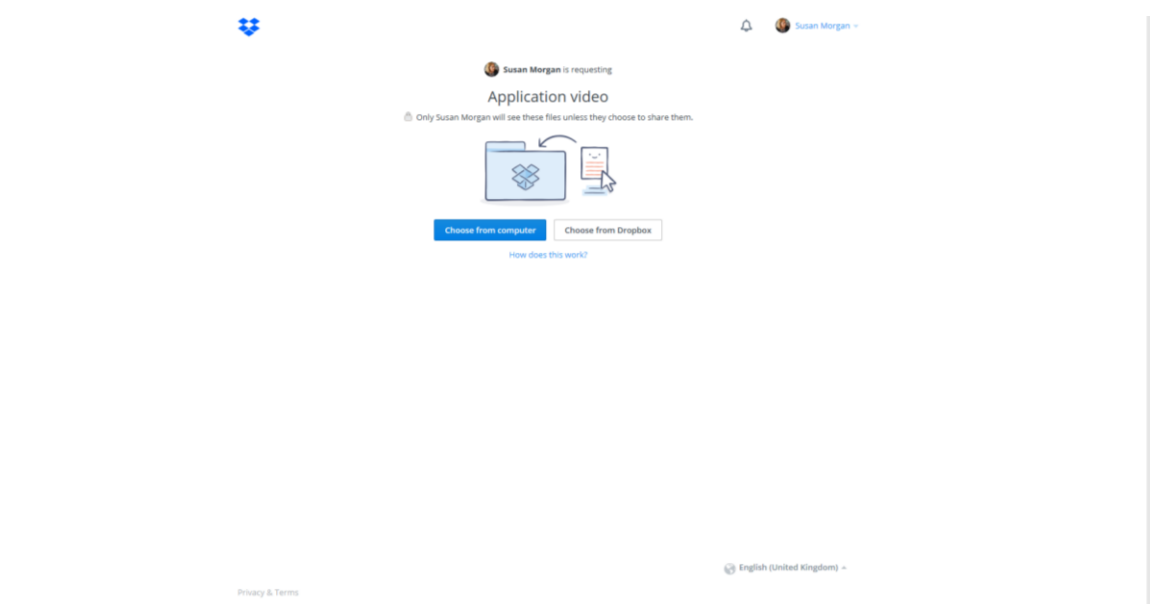 Susan Morgan
Susan Morgan is requesting
Application video
Only Susan Morgan will see these files unless they choose to share them.
Choose from computer
Choose from Dropbox
How does this work?
English (United Kingdom)
Privacy & Terms